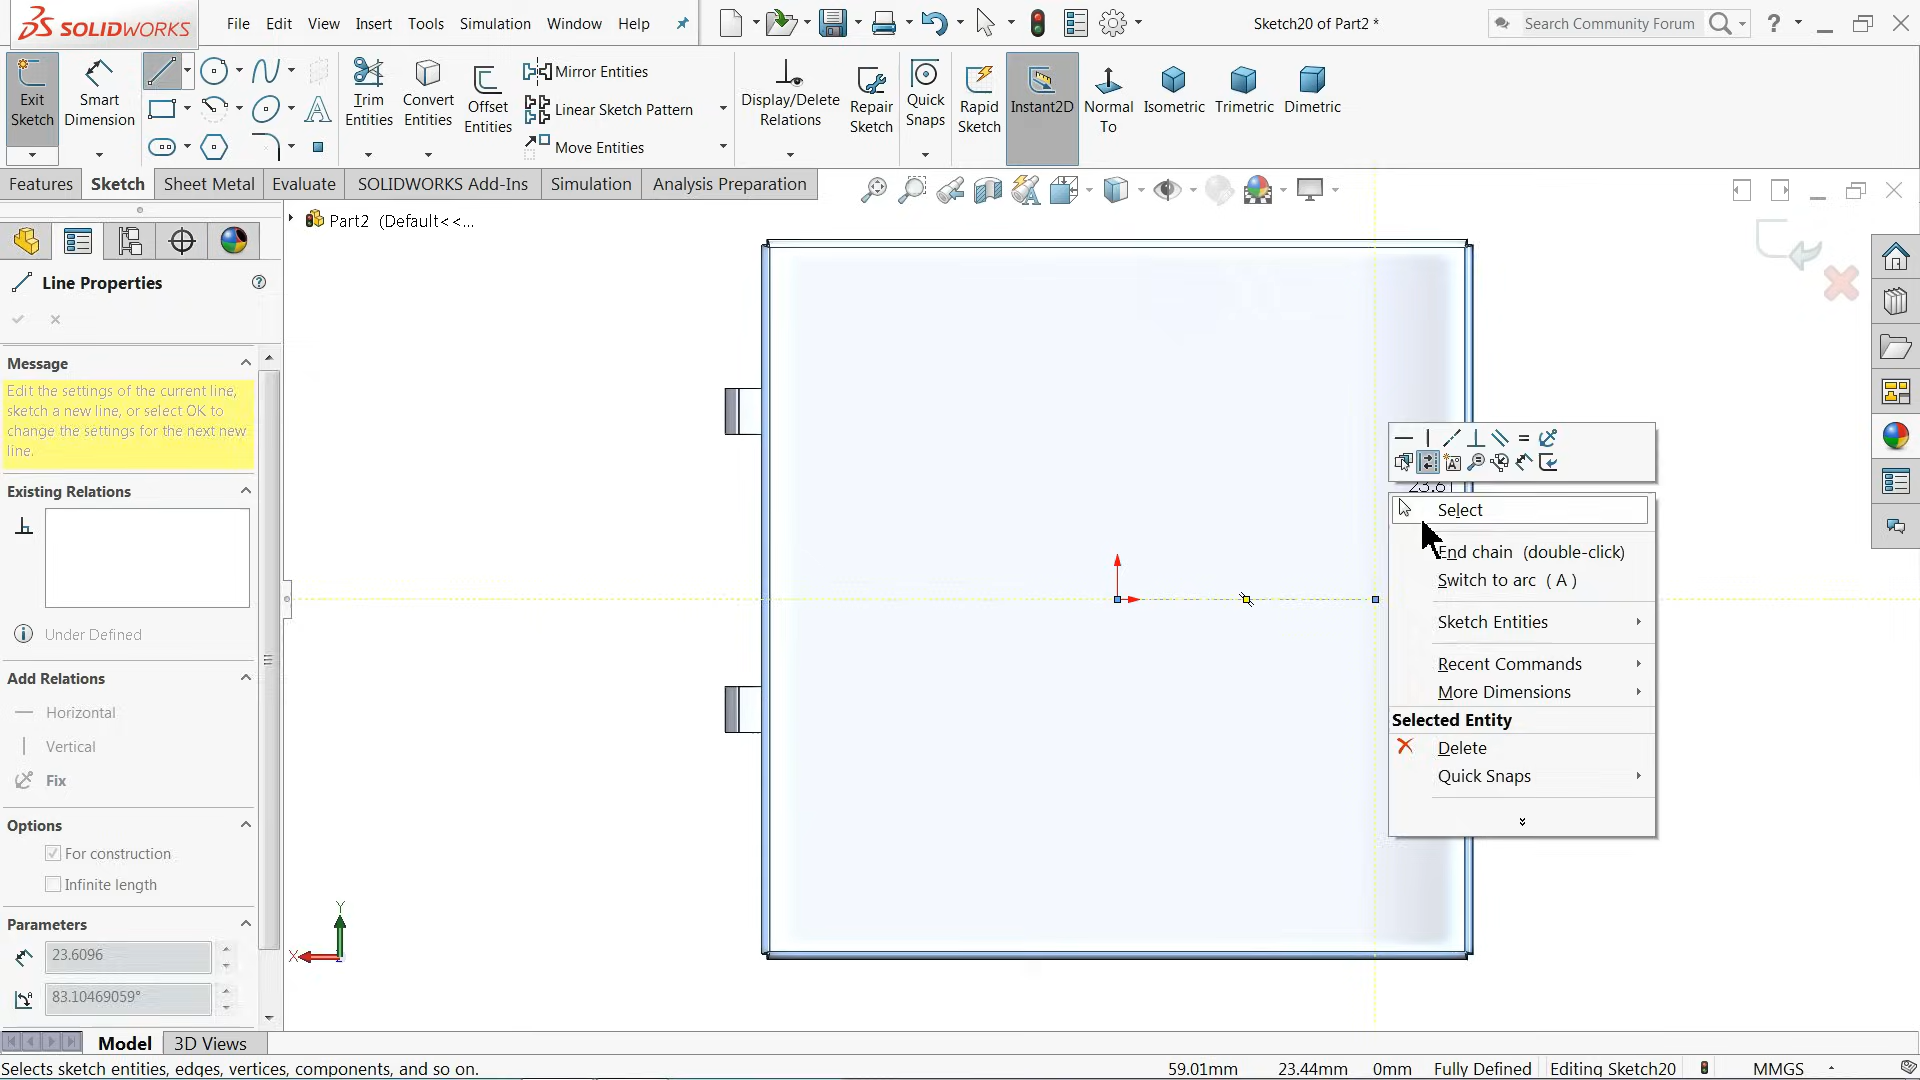 SOLIDWORKS
File
Edit
View
Insert
Tools
Simulation
Window
Help
Sketch20 of Part2 *
Search Community Forum
Exit Sketch
Smart Dimension
Trim Entities
Convert Entities
Offset Entities
Mirror Entities
Linear Sketch Pattern
Move Entities
Display/Delete Relations
Repair Sketch
Quick Snaps
Rapid Sketch
Instant2D
Normal To
Isometric
Trimetric
Dimetric
Features
Sketch
Sheet Metal
Evaluate
SOLIDWORKS Add-Ins
Simulation
Analysis Preparation
Part2 (Default<<...
Line Properties
Message
Edit the settings of the current line,
sketch a new line, or select OK to
change the settings for the next new
line.
Existing Relations
Under Defined
Add Relations
Horizontal
Vertical
Fix
Options
For construction
Infinite length
Parameters
23.6096
83.10469059°
Y
X
Select
End chain (double-click)
Switch to arc ( A )
Sketch Entities
Recent Commands
More Dimensions
Selected Entity
Delete
Quick Snaps
Model
3D Views
Selects sketch entities, edges, vertices, components, and so on.
59.01mm
23.44mm
0mm
Fully Defined
Editing Sketch20
MMGS